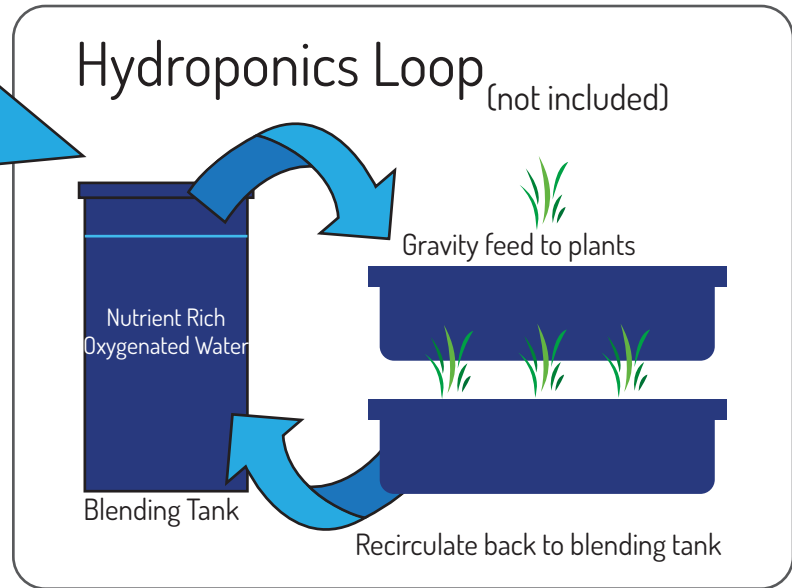 Hydroponics Loop (not included)
Gravity feed to plants
Nutrient Rich
Oxygenated Water
Blending Tank
Recirculate back to blending tank